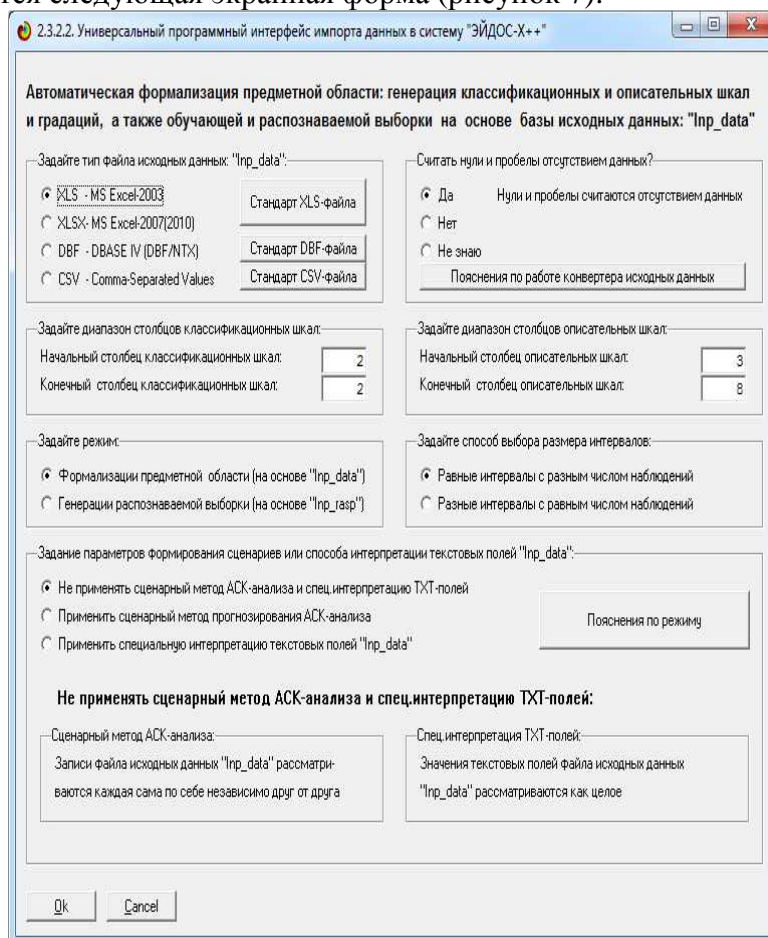 тся следующая экранная форма (рисунок 7).
2.3.2.2. Универсальный программный интерфейс импорта данных в систему "ЭЙДОС-X++"
Автоматическая формализация предметной области: генерация классификационных и описательных шкал
и градаций, а также обучающей и распознаваемой выборки на основе базы исходных данных: "Inp_data"
Задайте тип файла исходных данных: "Inp_data":
XLS - MS Excel-2003
XLSX- MS Excel-2007(2010)
DBF - DBASE IV (DBF/NTX)
CSV - Comma-Separated Values
Стандарт XLS-файла
Стандарт DBF-файла
Стандарт CSV-файла
Считать нули и пробелы отсутствием данных?
Да Нули и пробелы считаются отсутствием данных
Нет
Не знаю
Пояснения по работе конвертера исходных данных
Задайте диапазон столбцов классификационных шкал:
Начальный столбец классификационных шкал: 2
Конечный столбец классификационных шкал: 2
Задайте диапазон столбцов описательных шкал:
Начальный столбец описательных шкал: 3
Конечный столбец описательных шкал: 8
Задайте режим:
Формализации предметной области (на основе "Inp_data")
Генерации распознаваемой выборки (на основе "Inp_rasp")
Задайте способ выбора размера интервалов:
Равные интервалы с разным числом наблюдений
Разные интервалы с равным числом наблюдений
Задание параметров формирования сценариев или способа интерпретации текстовых полей "Inp_data":
Не применять сценарный метод АСК-анализа и спец.интерпретацию TXT-полей
Применить сценарный метод прогнозирования АСК-анализа
Применить специальную интерпретацию текстовых полей "Inp_data"
Пояснения по режиму
Не применять сценарный метод АСК-анализа и спец.интерпретацию TXT-полей:
Сценарный метод АСК-анализа:
Записи файла исходных данных "Inp_data" рассматри-
ваются каждая сама по себе независимо друг от друга
Спец.интерпретация TXT-полей:
Значения текстовых полей файла исходных данных
"Inp_data" рассматриваются как целое
Ok Cancel